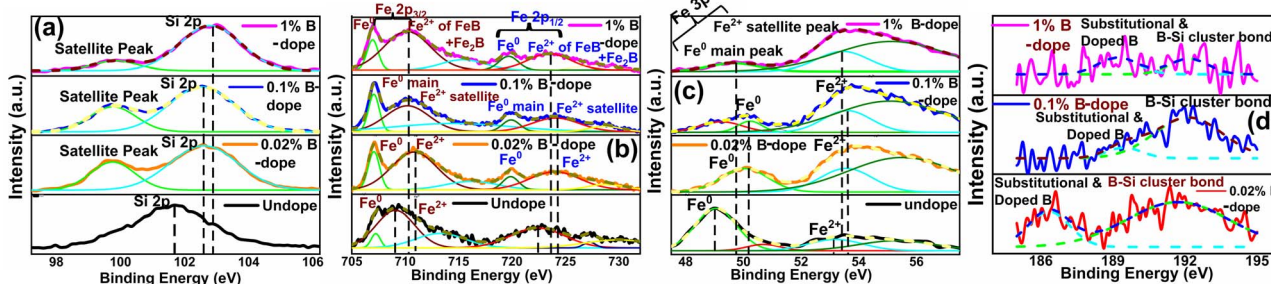 (a)
Si 2p
1% B
-dope
Satellite Peak
Si 2p
0.1% B-
dope
Satellite Peak
Satellite Peak
Si 2p
0.02% B
-dope
Si 2p
Undope
98 100 102 104 106
Binding Energy (eV)
Intensity (a.u.)
Fe 2p3/2
Fe0
Fe2+ of FeB
+Fe2B
Fe 2p1/2
1% B
-dope
Fe0
Fe2+ of FeB
+Fe2B
Fe0 main
Fe2+ satellite
0.1% B-dope
Fe0 main
Fe2+ satellite
Fe0
Fe2+
0.02% B
-dope
(b)
Fe0
Fe2+
Fe0
Fe2+
Undope
705 710 715 720 725 730
Binding Energy (eV)
Intensity (a.u.)
Fe 3p
Fe2+ satellite peak
1% B-dope
Fe0 main peak
(c)
Fe0
Fe2+
0.1% B
-dope
0.02% B-dope
Fe0
Fe2+
Fe0
Fe2+
undope
48 50 52 54 56
Binding Energy (eV)
Intensity (a.u.)
1% B
-dope
Substitutional &
Doped B
B-Si cluster bond
0.1% B-dope
B-Si cluster bond
Substitutional &
Doped B
(d)
Substitutional &
Doped B
B-Si cluster bond
0.02% B
-dope
186 189 192 195
Binding Energy (eV)
Intensity (a.u.)